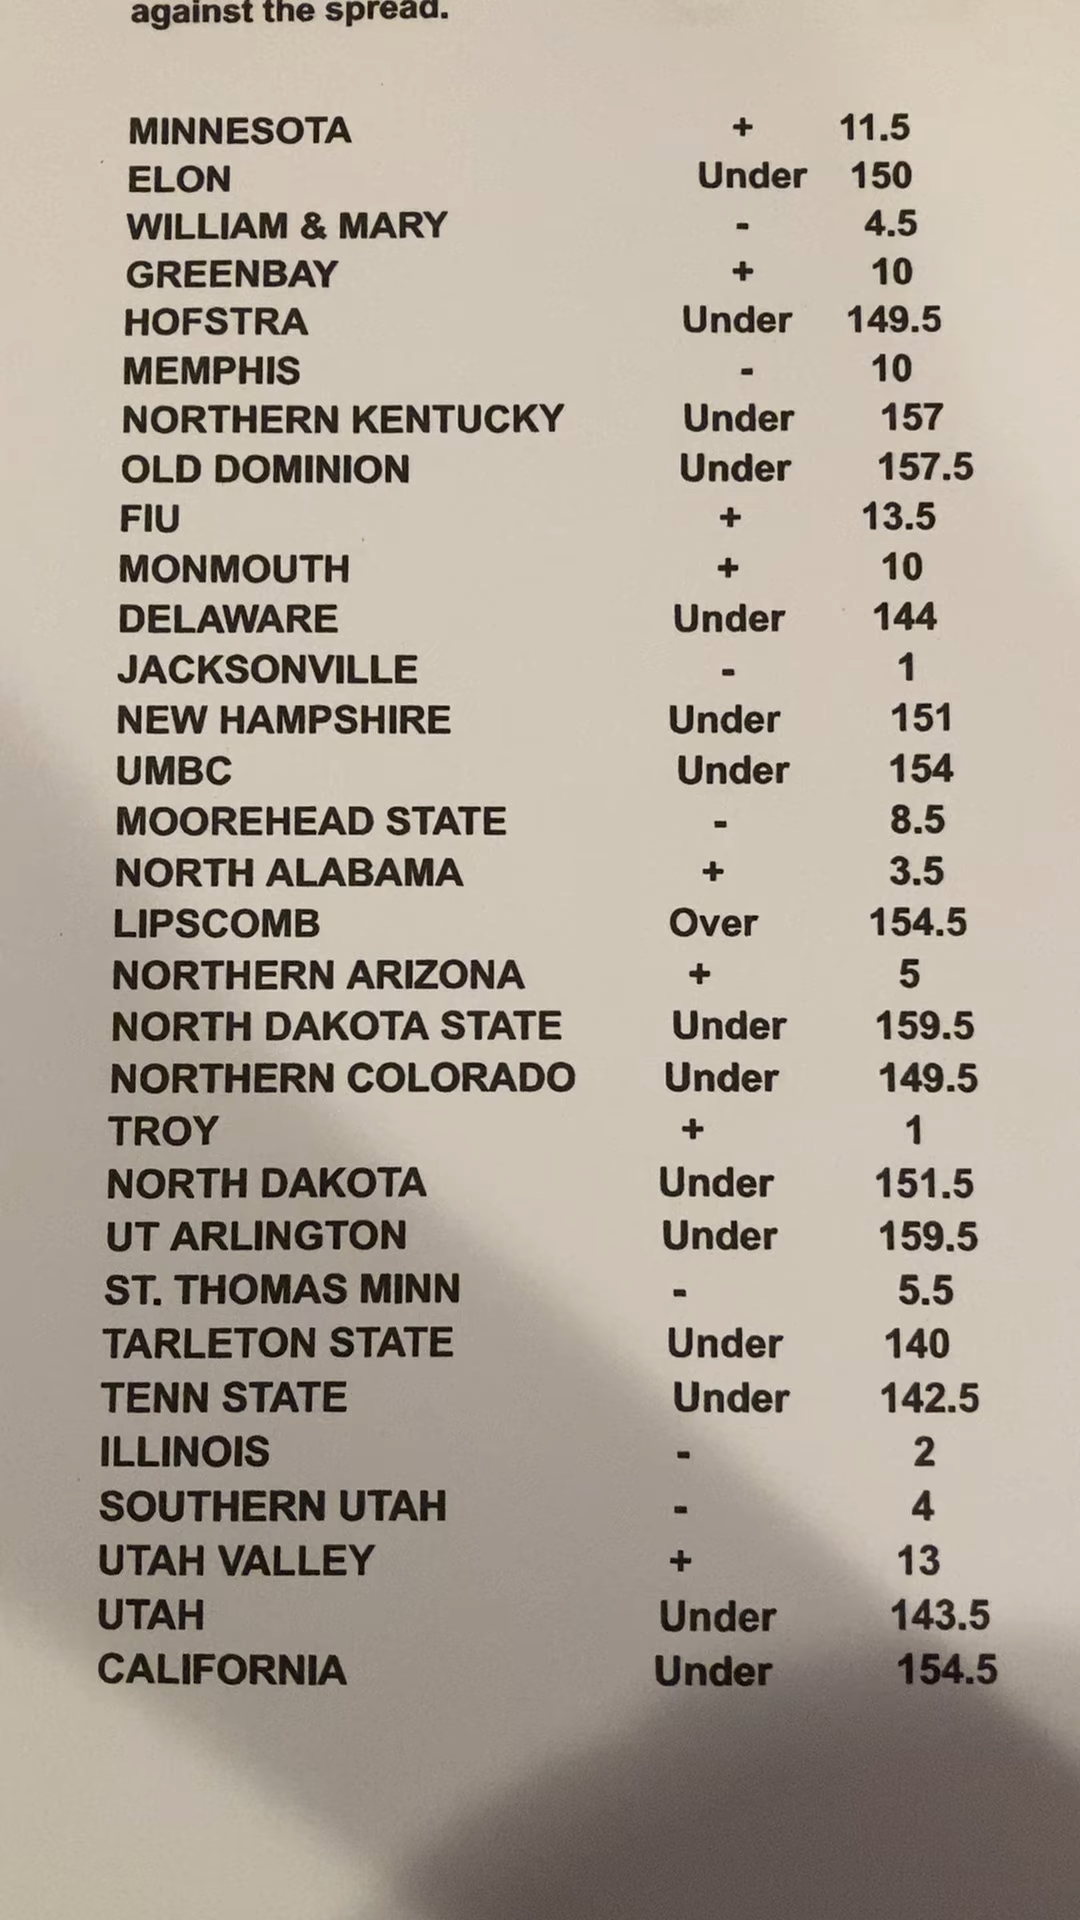 against the spread.
MINNESOTA + 11.5
ELON Under 150
WILLIAM & MARY - 4.5
GREENBAY + 10
HOFSTRA Under 149.5
MEMPHIS - 10
NORTHERN KENTUCKY Under 157
OLD DOMINION Under 157.5
FIU + 13.5
MONMOUTH + 10
DELAWARE Under 144
JACKSONVILLE - 1
NEW HAMPSHIRE Under 151
UMBC Under 154
MOOREHEAD STATE - 8.5
NORTH ALABAMA + 3.5
LIPSCOMB Over 154.5
NORTHERN ARIZONA + 5
NORTH DAKOTA STATE Under 159.5
NORTHERN COLORADO Under 149.5
TROY + 1
NORTH DAKOTA Under 151.5
UT ARLINGTON Under 159.5
ST. THOMAS MINN - 5.5
TARLETON STATE Under 140
TENN STATE Under 142.5
ILLINOIS - 2
SOUTHERN UTAH - 4
UTAH VALLEY + 13
UTAH Under 143.5
CALIFORNIA Under 154.5